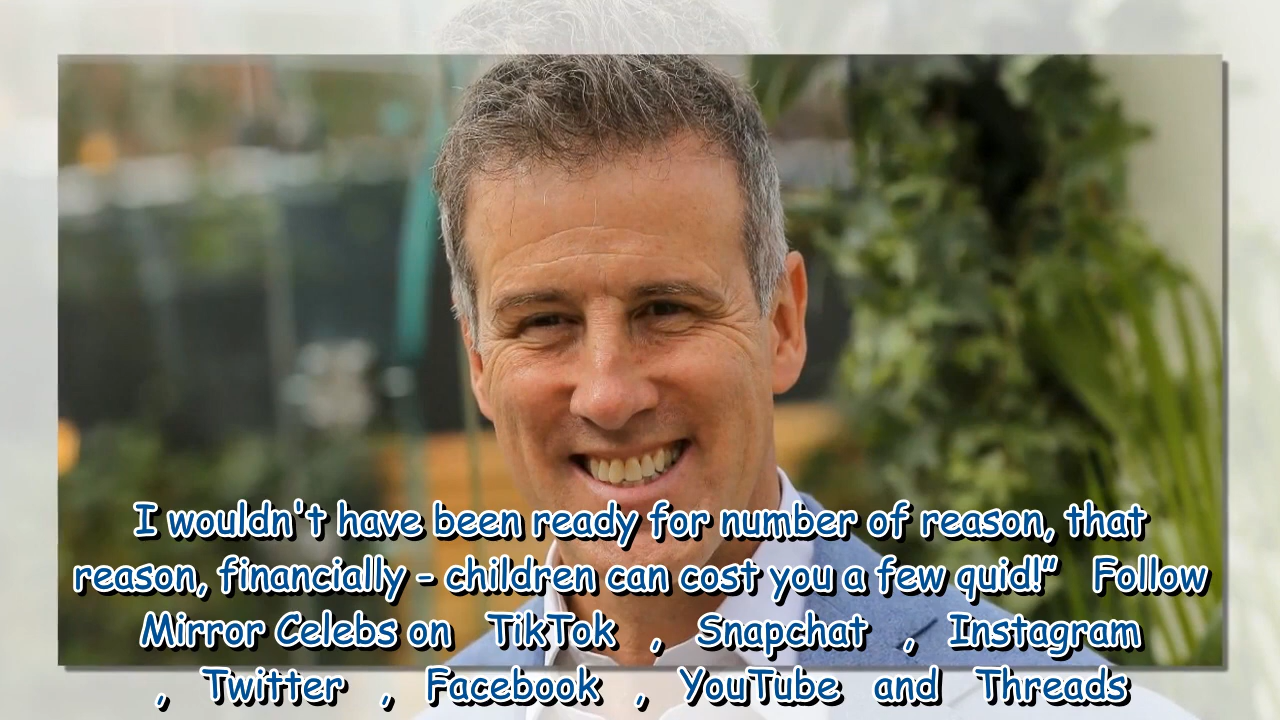 I wouldn't have been ready for number of reason, that
reason, financially - children can cost you a few quid!” Follow
Mirror Celebs on TikTok , Snapchat , Instagram
, Twitter , Facebook , YouTube and Threads